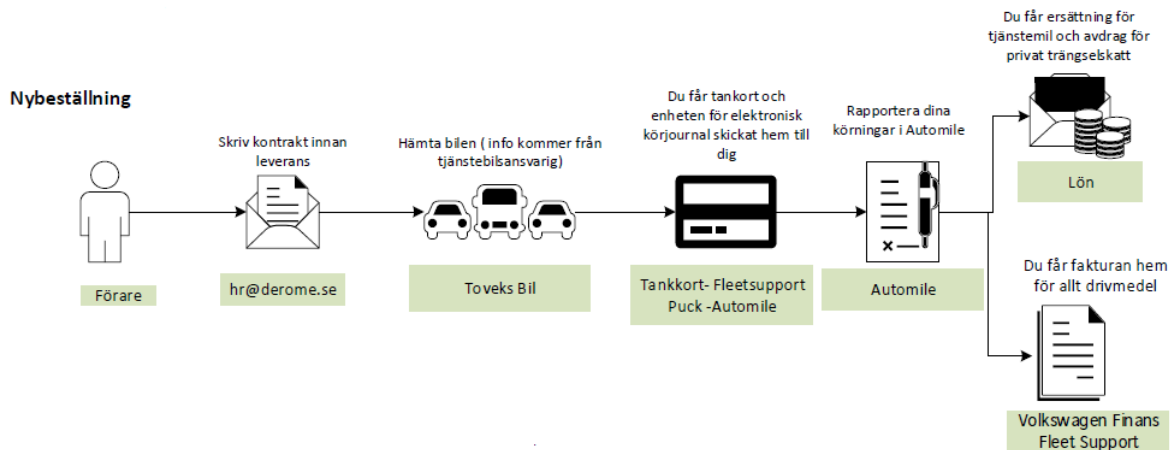 Nybeställning
Förare
Skriv kontrakt innan
leverans
hr@derome.se
Hämta bilen ( info kommer från
tjänstebilsansvarig)
Toveks Bil
Du får tankort och
enheten för elektronisk
körjournal skickat hem till
dig
Tankkort- Fleetsupport
Puck -Automile
Rapportera dina
körningar i Automile
Automile
Du får ersättning för
tjänstemil och avdrag för
privat trängselskatt
Lön
Du får fakturan hem
för allt drivmedel
Volkswagen Finans
Fleet Support